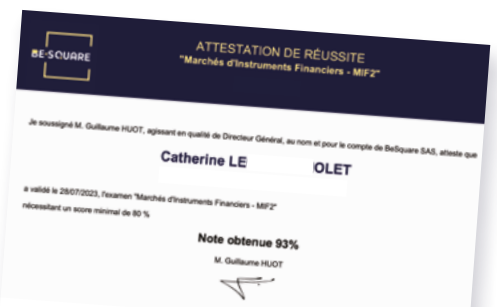 BE-SQUARE
ATTESTATION DE RÉUSSITE
"Marchés d'Instruments Financiers - MIF2"
Je soussigné M. Guillaume HUOT, agissant en qualité de Directeur Général, au nom et pour le compte de BeSquare SAS, atteste que
Catherine LE OLET
a validé le 28/07/2023, l'examen "Marchés d'Instruments Financiers - MIF2"
nécessitant un score minimal de 80 %
Note obtenue 93%
M. Guillaume HUOT